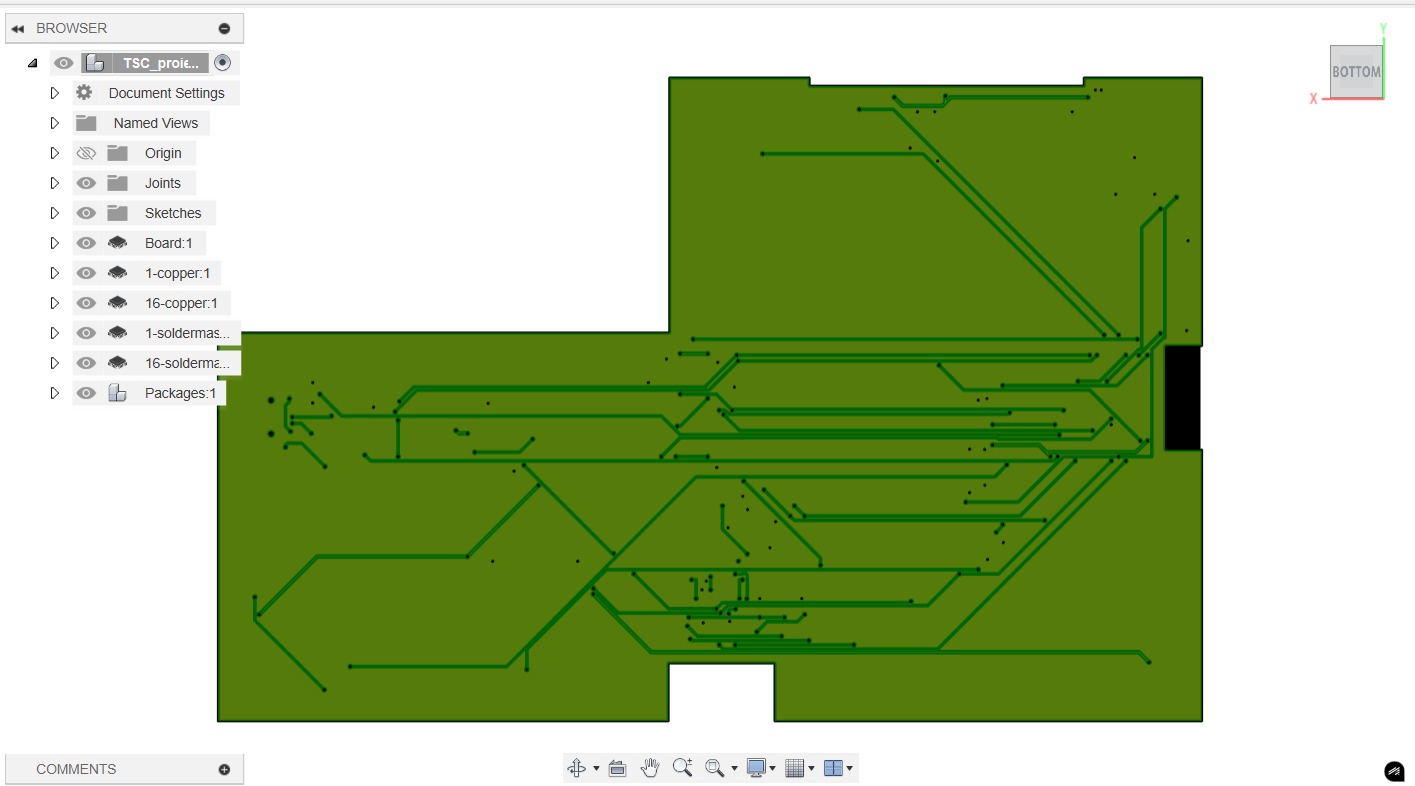 BROWSER
TSC_proie...
Document Settings
Named Views
Origin
Joints
Sketches
Board:1
1-copper:1
16-copper:1
1-soldermas...
16-solderma...
Packages:1
Y
BOTTOM
X
COMMENTS